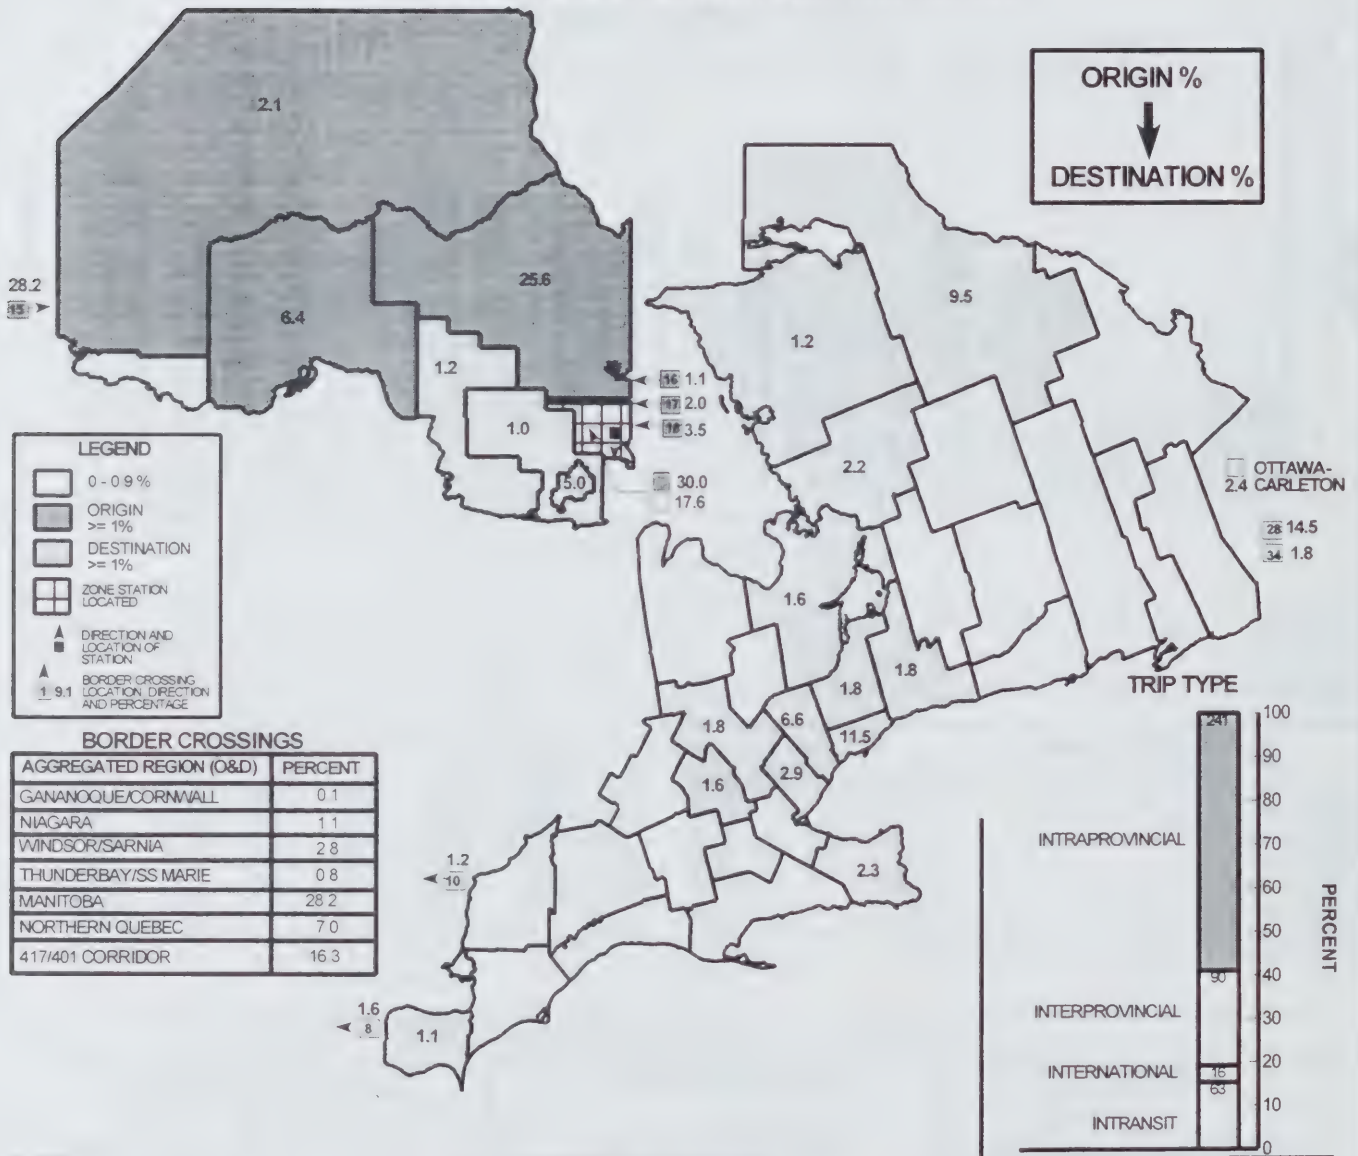 ORIGIN %
DESTINATION %
2.1
28.2
15
25.6
6.4
9.5
1.2
1.2
16 1.1
17 2.0
18 3.5
1.0
5.0
30.0
17.6
2.2
OTTAWA-
2.4 CARLETON
28 14.5
34 1.8
LEGEND
0 - 0.9 %
ORIGIN
>= 1%
DESTINATION
>= 1%
ZONE STATION
LOCATED
DIRECTION AND
LOCATION OF
STATION
1 9.1
BORDER CROSSING
LOCATION, DIRECTION
AND PERCENTAGE
1.6
1.8
1.8
1.8
6.6
11.5
2.9
1.6
2.3
1.2
10
1.6
8
1.1
BORDER CROSSINGS
AGGREGATED REGION (O&D) PERCENT
GANANOQUE/CORNWALL 0.1
NIAGARA 1.1
WINDSOR/SARNIA 2.8
THUNDERBAY/SS MARIE 0.8
MANITOBA 28.2
NORTHERN QUEBEC 7.0
417/401 CORRIDOR 16.3
TRIP TYPE
241
100
90
80
INTRAPROVINCIAL
70
60
50
PERCENT
90
40
INTERPROVINCIAL
30
20
INTERNATIONAL
16
63
10
INTRANSIT
0